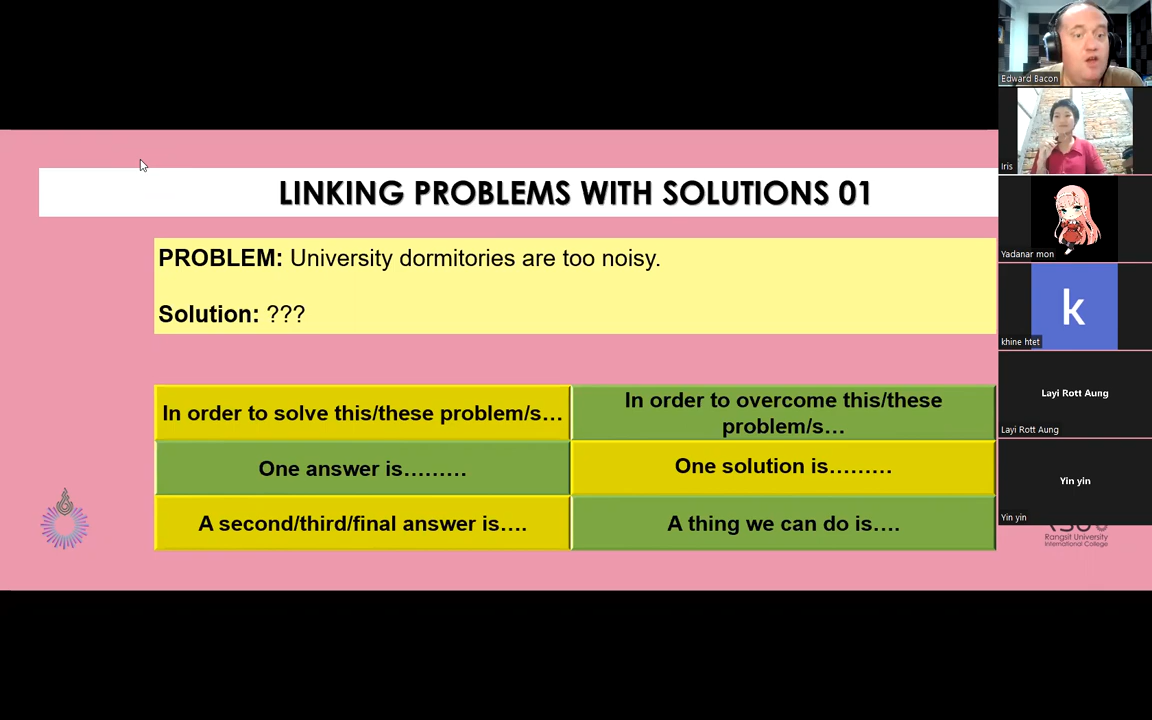 LINKING PROBLEMS WITH SOLUTIONS 01
PROBLEM: University dormitories are too noisy.
Solution: ???
In order to solve this/these problem/s…
In order to overcome this/these
problem/s…
One answer is………
One solution is………
A second/third/final answer is….
A thing we can do is….
Edward Bacon
Iris
Yadanar mon
k
khine htet
Layi Rott Aung
Layi Rott Aung
Yin yin
Yin yin
RSU
Rangsit University
International College